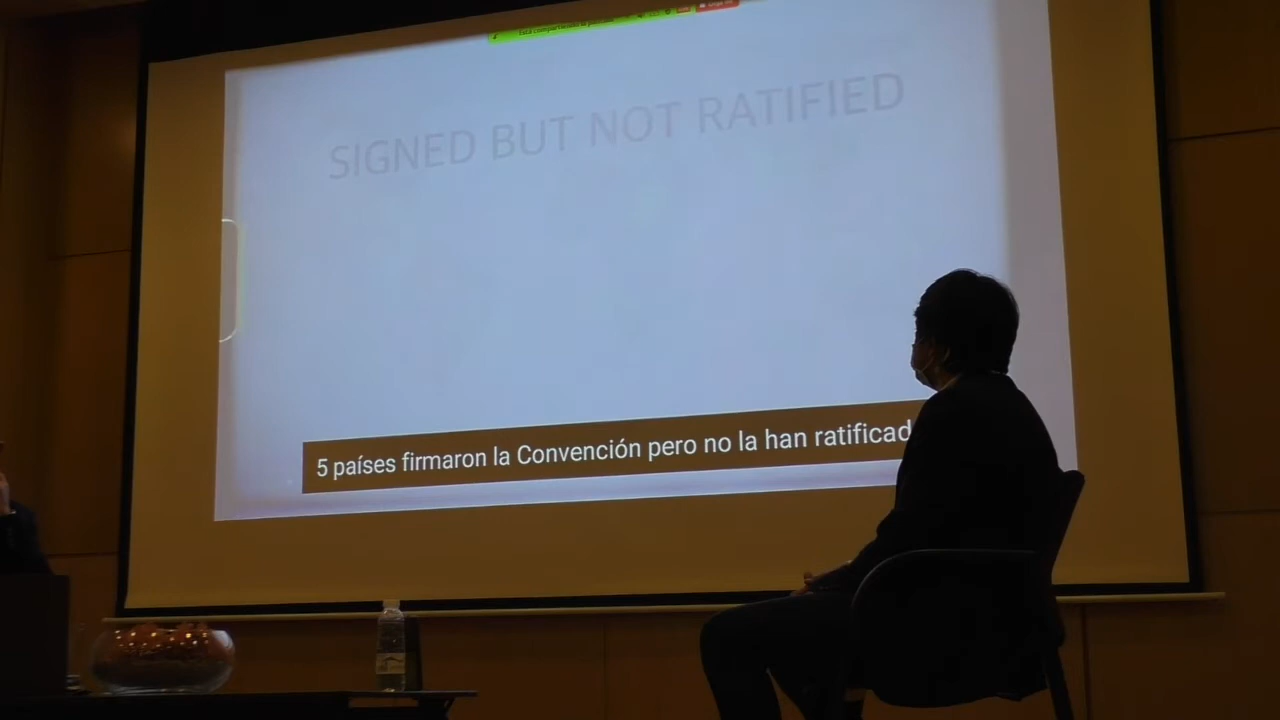 SIGNED BUT NOT RATIFIED
5 países firmaron la Convención pero no la han ratificad